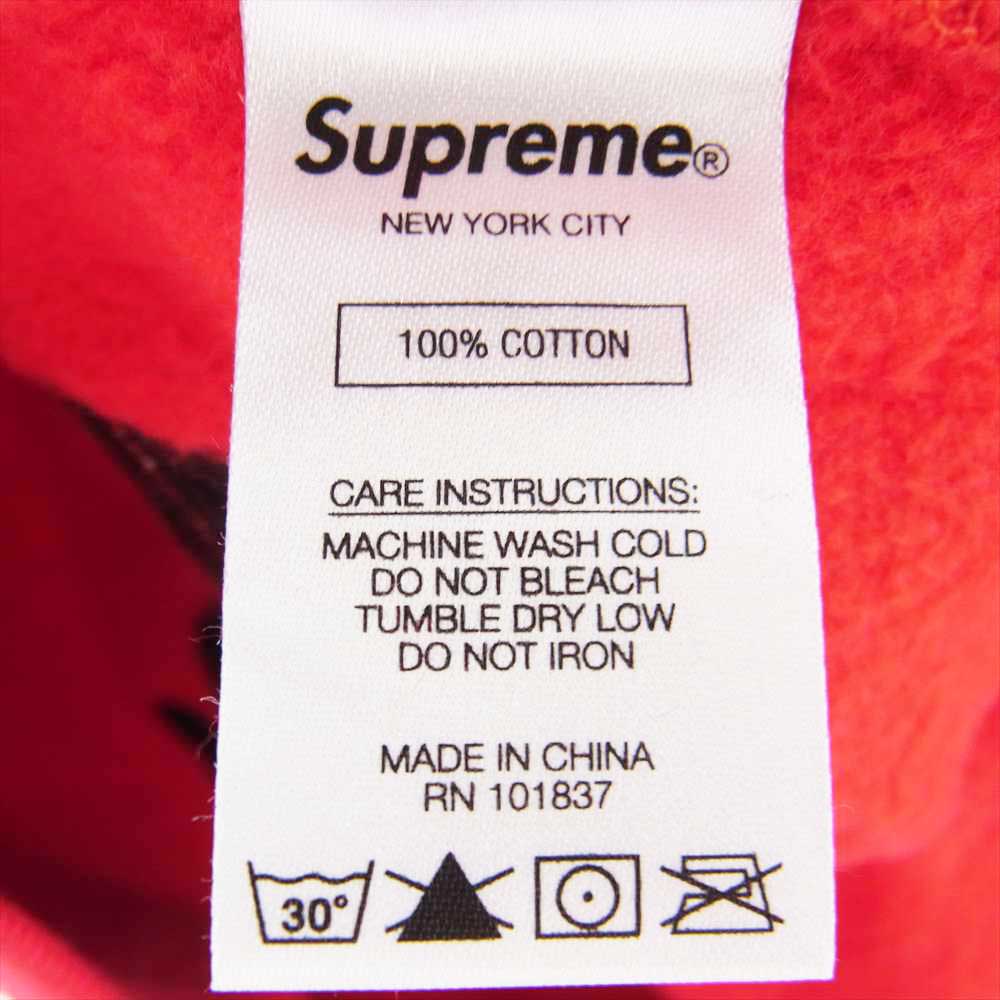 Supreme®
NEW YORK CITY
100% COTTON
CARE INSTRUCTIONS:
MACHINE WASH COLD
DO NOT BLEACH
TUMBLE DRY LOW
DO NOT IRON
MADE IN CHINA
RN 101837
30°